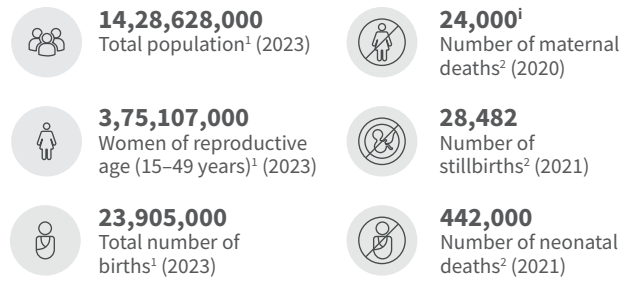 14,28,628,000
Total population¹ (2023)
24,000ⁱ
Number of maternal
deaths² (2020)
3,75,107,000
Women of reproductive
age (15–49 years)¹ (2023)
28,482
Number of
stillbirths² (2021)
23,905,000
Total number of
births¹ (2023)
442,000
Number of neonatal
deaths² (2021)